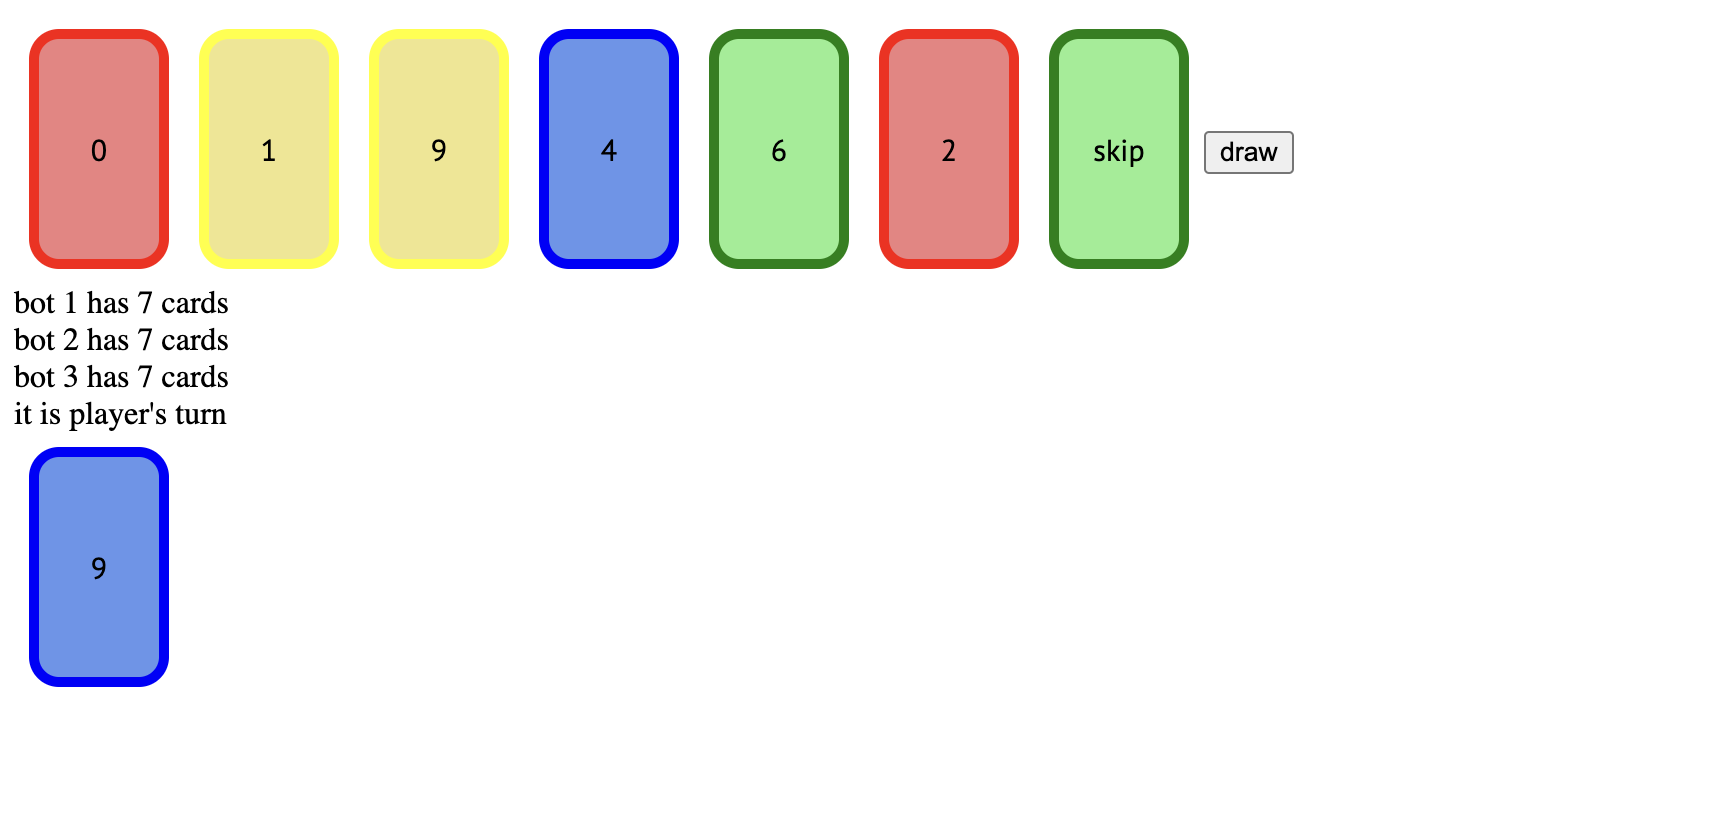 0 1 9 4 6 2 skip draw
bot 1 has 7 cards
bot 2 has 7 cards
bot 3 has 7 cards
it is player's turn
9